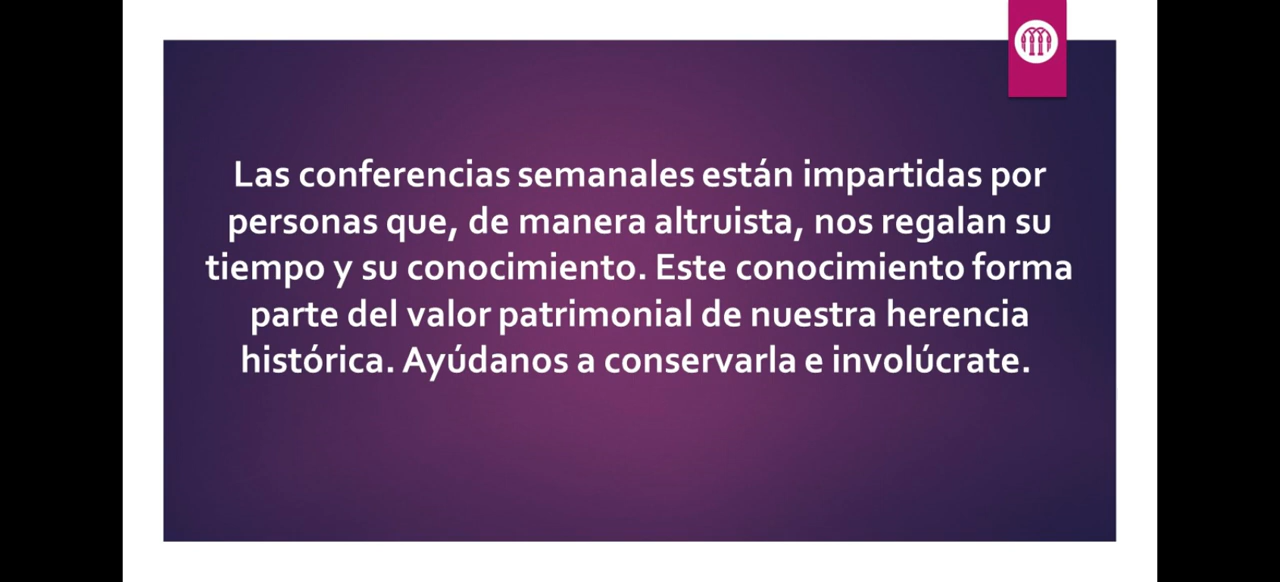 Las conferencias semanales están impartidas por
personas que, de manera altruista, nos regalan su
tiempo y su conocimiento. Este conocimiento forma
parte del valor patrimonial de nuestra herencia
histórica. Ayúdanos a conservarla e involúcrate.